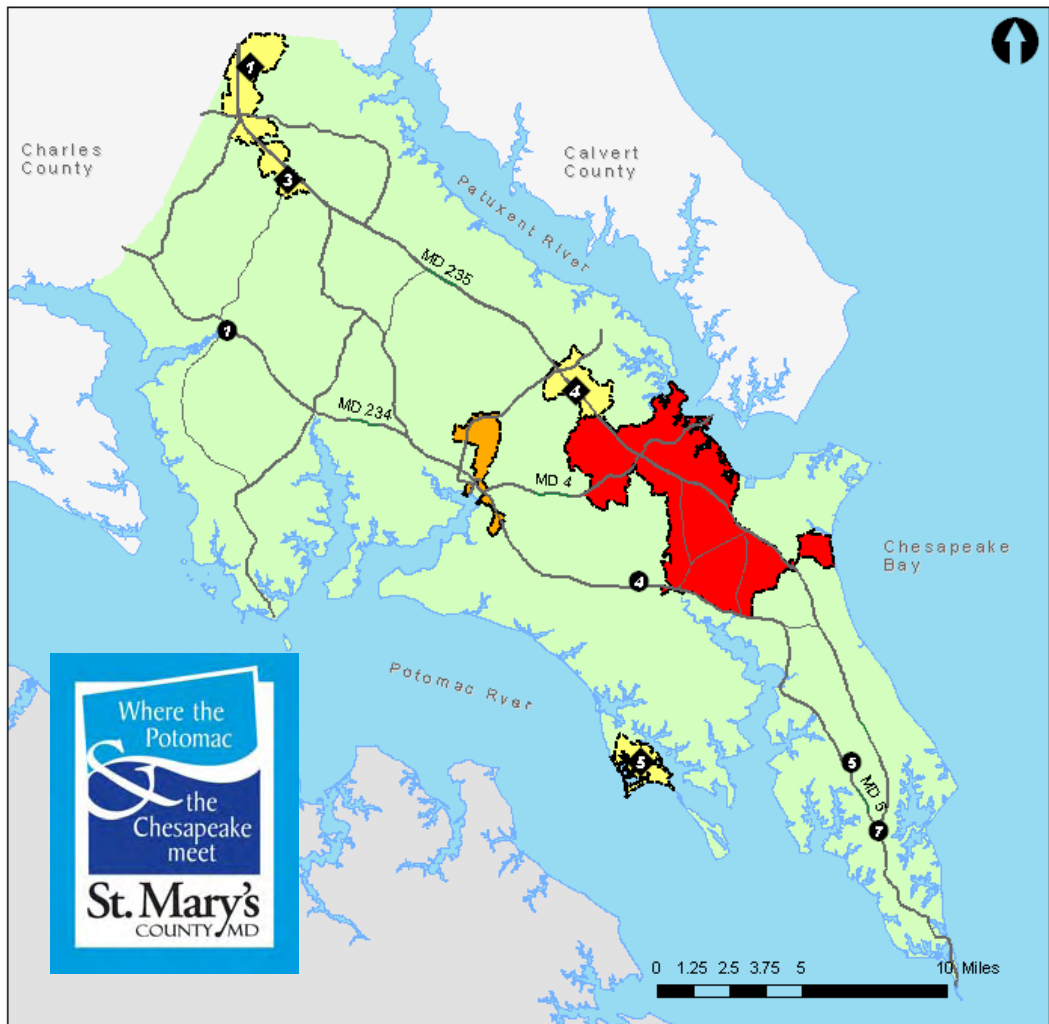 1
Charles
County
3
Calvert
County
Patuxent River
MD 235
1
4
MD 234
MD 4
Chesapeake
Bay
4
Potomac River
Where the
Potomac
&
the
Chesapeake
meet
St. Mary's
COUNTY MD
5
5
MD 5
7
0 1.25 2.5 3.75 5 10 Miles